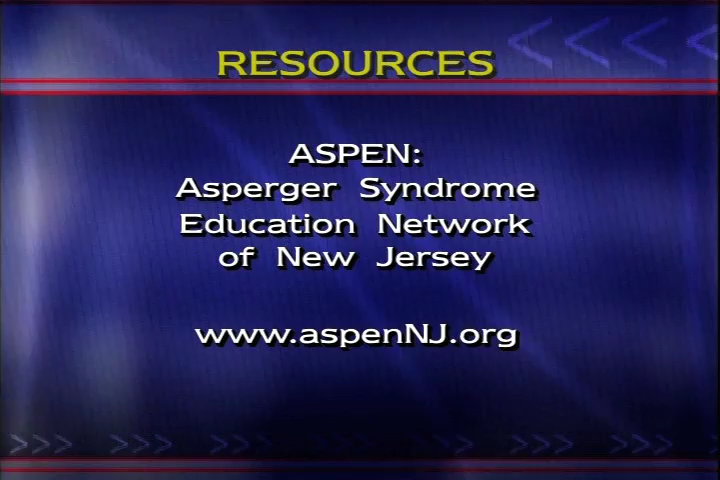 RESOURCES
ASPEN:
Asperger Syndrome
Education Network
of New Jersey
www.aspenNJ.org